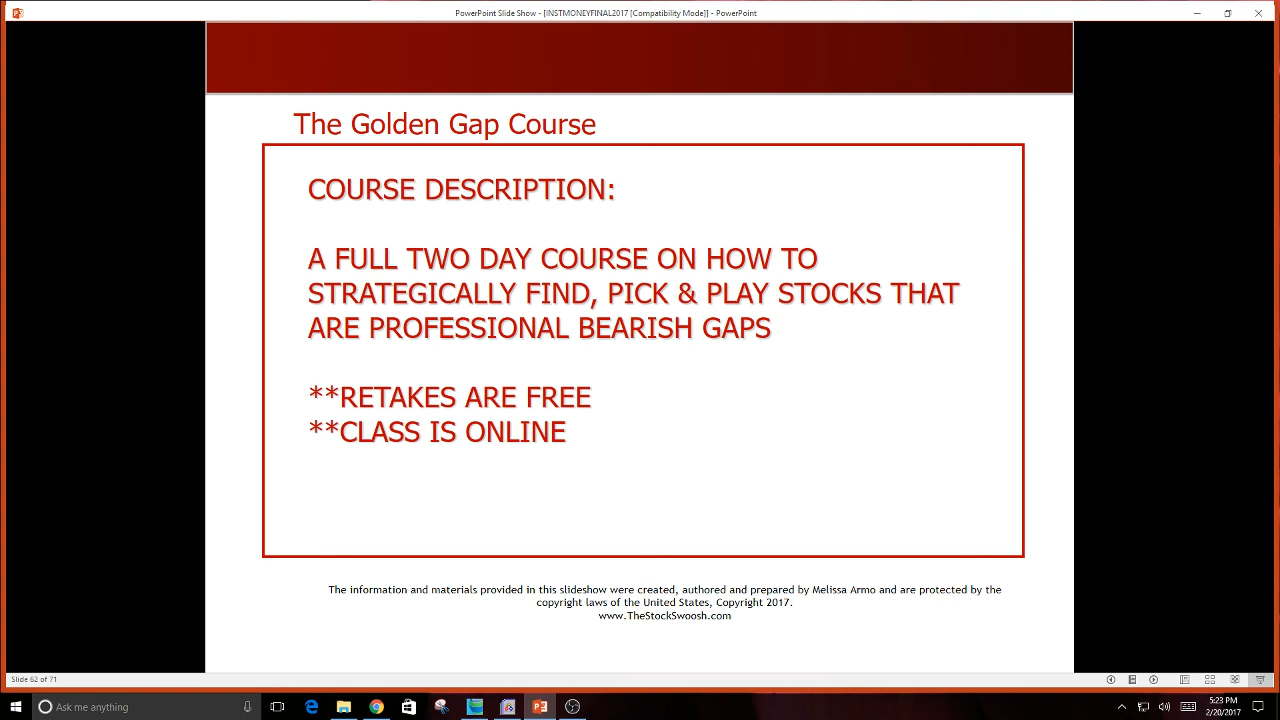 PowerPoint Slide Show - [INSTMONEYFINAL2017 [Compatibility Mode]] - PowerPoint
The Golden Gap Course
COURSE DESCRIPTION:
A FULL TWO DAY COURSE ON HOW TO
STRATEGICALLY FIND, PICK & PLAY STOCKS THAT
ARE PROFESSIONAL BEARISH GAPS
**RETAKES ARE FREE
**CLASS IS ONLINE
The information and materials provided in this slideshow were created, authored and prepared by Melissa Armo and are protected by the
copyright laws of the United States, Copyright 2017.
www.TheStockSwoosh.com
Slide 62 of 71
Ask me anything
5:23 PM
2/20/2017